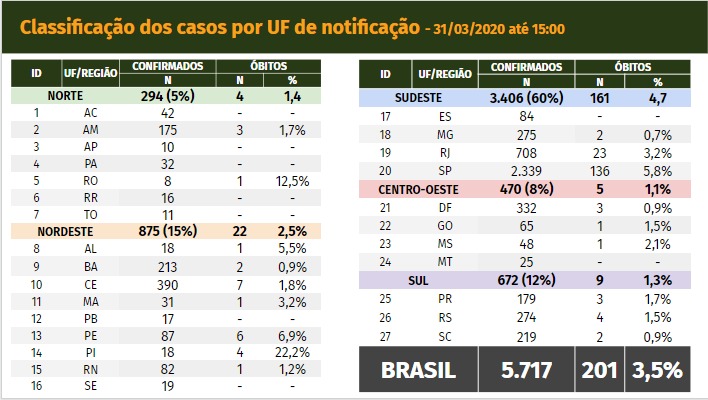 Classificação dos casos por UF de notificação - 31/03/2020 até 15:00
ID UF/REGIÃO CONFIRMADOS ÓBITOS
N N %
NORTE 294 (5%) 4 1,4
1 AC 42 - -
2 AM 175 3 1,7%
3 AP 10 - -
4 PA 32 - -
5 RO 8 1 12,5%
6 RR 16 - -
7 TO 11 - -
NORDESTE 875 (15%) 22 2,5%
8 AL 18 1 5,5%
9 BA 213 2 0,9%
10 CE 390 7 1,8%
11 MA 31 1 3,2%
12 PB 17 - -
13 PE 87 6 6,9%
14 PI 18 4 22,2%
15 RN 82 1 1,2%
16 SE 19 - -
ID UF/REGIÃO CONFIRMADOS ÓBITOS
N N %
SUDESTE 3.406 (60%) 161 4,7
17 ES 84 - -
18 MG 275 2 0,7%
19 RJ 708 23 3,2%
20 SP 2.339 136 5,8%
CENTRO-OESTE 470 (8%) 5 1,1%
21 DF 332 3 0,9%
22 GO 65 1 1,5%
23 MS 48 1 2,1%
24 MT 25 - -
SUL 672 (12%) 9 1,3%
25 PR 179 3 1,7%
26 RS 274 4 1,5%
27 SC 219 2 0,9%
BRASIL 5.717 201 3,5%